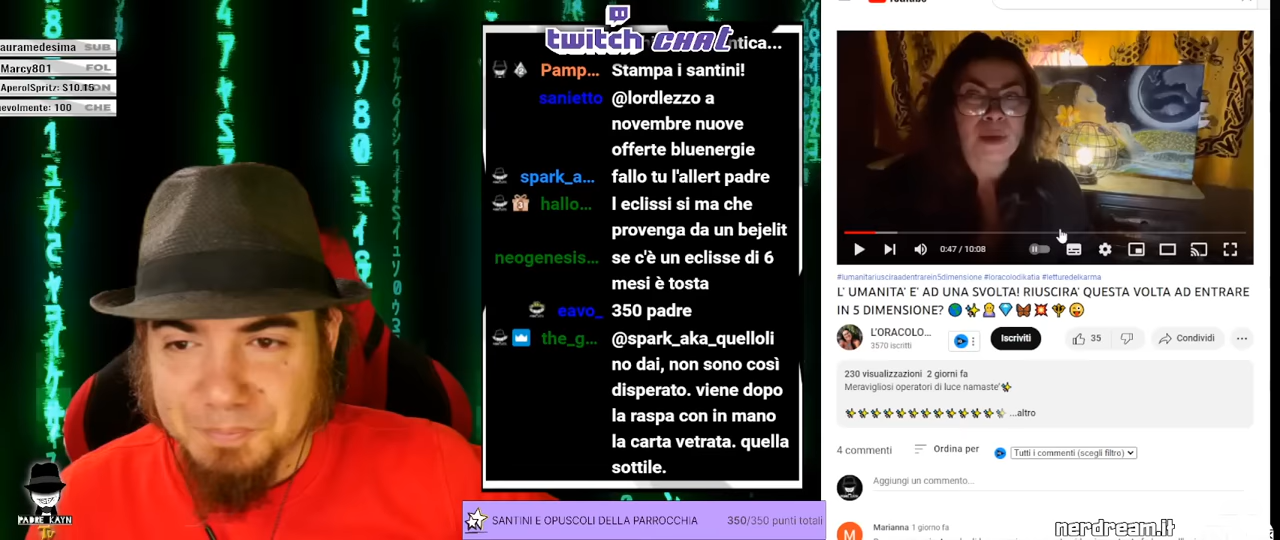 auramedesima SUB
Marcy801 FOL
AperolSpritz: $10.15
evolmente: 100 CHE
PADRE KAYN
twitch CHAT
ntica...
Pamp... Stampa i santini!
sanietto @lordlezzo a
novembre nuove
offerte bluenergie
spark_a... fallo tu l'allert padre
hallo... l eclissi si ma che
provenga da un bejelit
neogenesis... se c'è un eclisse di 6
mesi è tosta
eavo_ 350 padre
the_g... @spark_aka_quelloli
no dai, non sono così
disperato. viene dopo
la raspa con in mano
la carta vetrata. quella
sottile.
SANTINI E OPUSCOLI DELLA PARROCCHIA 350/350 punti totali
0:47 / 10:08
#lumanitariusciraadentrarein5dimensione #loracolodikatia #letturedelkarma
L' UMANITA' E' AD UNA SVOLTA! RIUSCIRA' QUESTA VOLTA AD ENTRARE
IN 5 DIMENSIONE? 🌍✨🧘💎🦋💥🪬😜
L'ORACOLO...
3570 iscritti
Iscriviti
35
Condividi
230 visualizzazioni 2 giorni fa
Meravigliosi operatori di luce namaste'✨
✨✨✨✨✨✨✨✨✨✨✨✨✨ ...altro
4 commenti
Ordina per
Tutti i commenti (scegli filtro)
Aggiungi un commento...
M
Marianna 1 giorno fa
nerdream.it